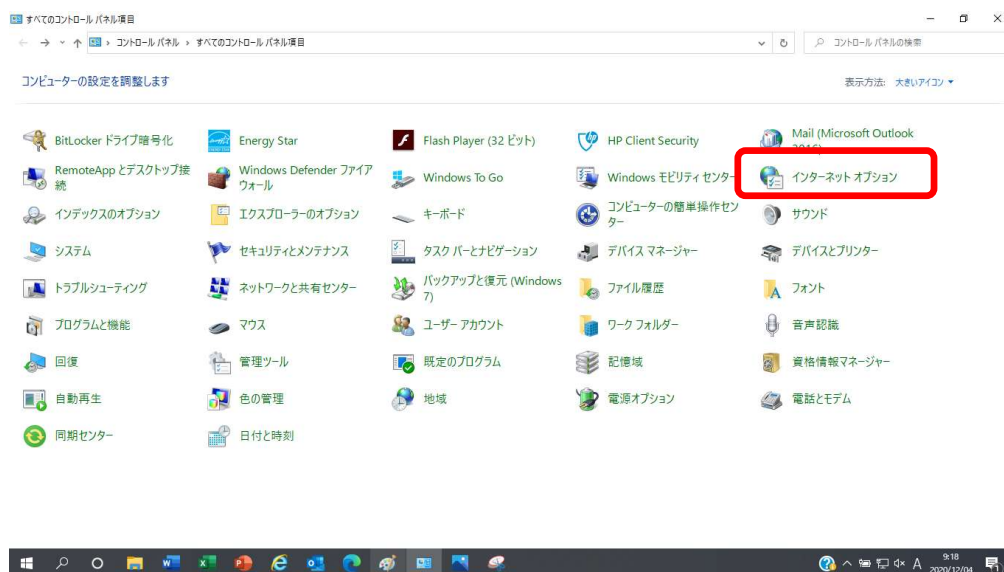 すべてのコントロール パネル項目
コントロール パネル › すべてのコントロール パネル項目
コントロール パネルの検索
コンピューターの設定を調整します
表示方法: 大きいアイコン
BitLocker ドライブ暗号化
Energy Star
Flash Player (32 ビット)
HP Client Security
Mail (Microsoft Outlook
2016)
RemoteApp とデスクトップ接
続
Windows Defender ファイア
ウォール
Windows To Go
Windows モビリティ センター
インターネット オプション
インデックスのオプション
エクスプローラーのオプション
キーボード
コンピューターの簡単操作セン
ター
サウンド
システム
セキュリティとメンテナンス
タスク バーとナビゲーション
デバイス マネージャー
デバイスとプリンター
トラブルシューティング
ネットワークと共有センター
バックアップと復元 (Windows
7)
ファイル履歴
フォント
プログラムと機能
マウス
ユーザー アカウント
ワーク フォルダー
音声認識
回復
管理ツール
既定のプログラム
記憶域
資格情報マネージャー
自動再生
色の管理
地域
電源オプション
電話とモデム
同期センター
日付と時刻
A
9:18
2020/12/04